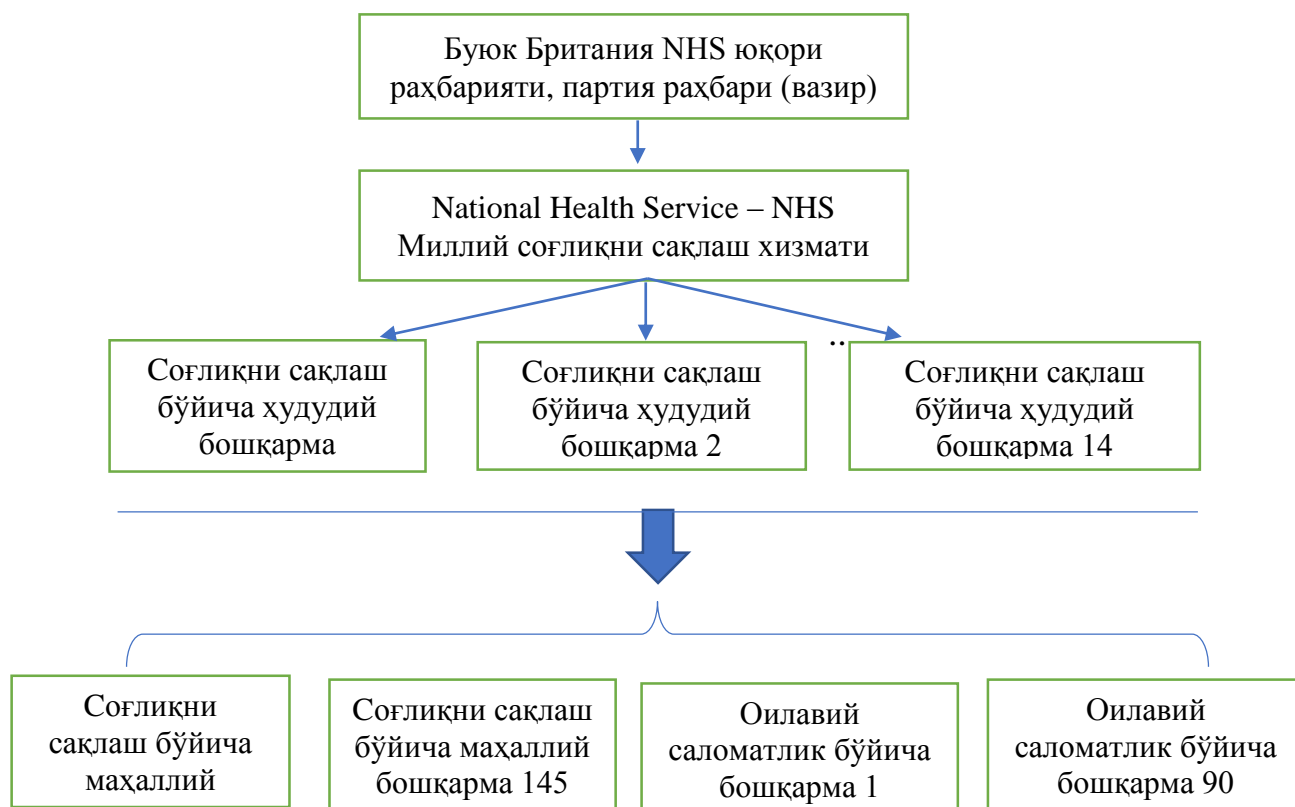 Буюк Британия NHS юқори
раҳбарияти, партия раҳбари (вазир)
National Health Service – NHS
Миллий соғлиқни сақлаш хизмати
Соғлиқни сақлаш
бўйича ҳудудий
бошқарма
Соғлиқни сақлаш
бўйича ҳудудий
бошқарма 2
..
Соғлиқни сақлаш
бўйича ҳудудий
бошқарма 14
Соғлиқни
сақлаш бўйича
маҳаллий
Соғлиқни сақлаш
бўйича маҳаллий
бошқарма 145
Оилавий
саломатлик бўйича
бошқарма 1
Оилавий
саломатлик бўйича
бошқарма 90